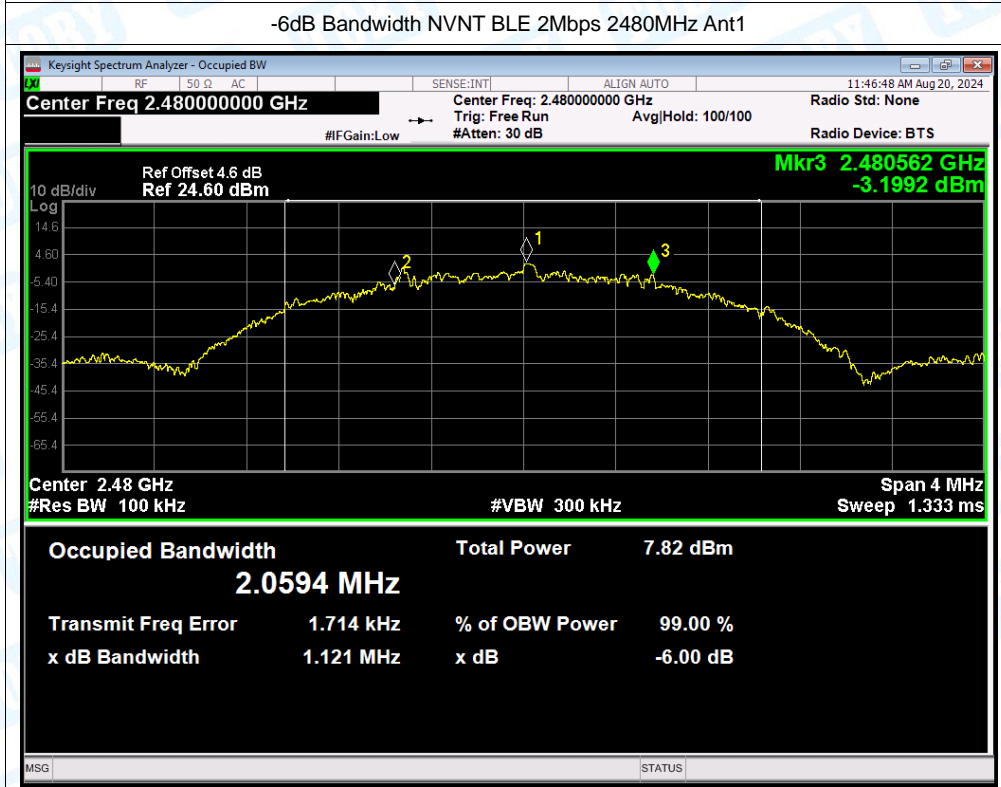 -6dB Bandwidth NVNT BLE 2Mbps 2480MHz Ant1
Keysight Spectrum Analyzer - Occupied BW
LXI RF 50 Ω AC SENSE:INT ALIGN AUTO 11:46:48 AM Aug 20, 2024
Center Freq 2.480000000 GHz Center Freq: 2.480000000 GHz Radio Std: None
Trig: Free Run Avg|Hold: 100/100
#IFGain:Low #Atten: 30 dB Radio Device: BTS
Mkr3 2.480562 GHz
-3.1992 dBm
Ref Offset 4.6 dB
10 dB/div Ref 24.60 dBm
Log
14.6
4.60
-5.40
-15.4
-25.4
-35.4
-45.4
-55.4
-65.4
1
2
3
Center 2.48 GHz Span 4 MHz
#Res BW 100 kHz #VBW 300 kHz Sweep 1.333 ms
Occupied Bandwidth Total Power 7.82 dBm
2.0594 MHz
Transmit Freq Error 1.714 kHz % of OBW Power 99.00 %
x dB Bandwidth 1.121 MHz x dB -6.00 dB
MSG STATUS